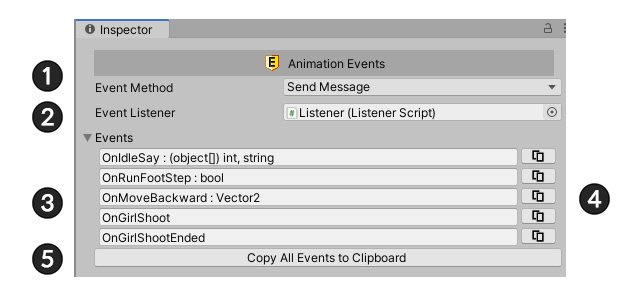 Inspector
Animation Events
1
Event Method
Send Message
2
Event Listener
Listener (Listener Script)
Events
OnIdleSay : (object[]) int, string
OnRunFootStep : bool
3
OnMoveBackward : Vector2
4
OnGirlShoot
OnGirlShootEnded
5
Copy All Events to Clipboard